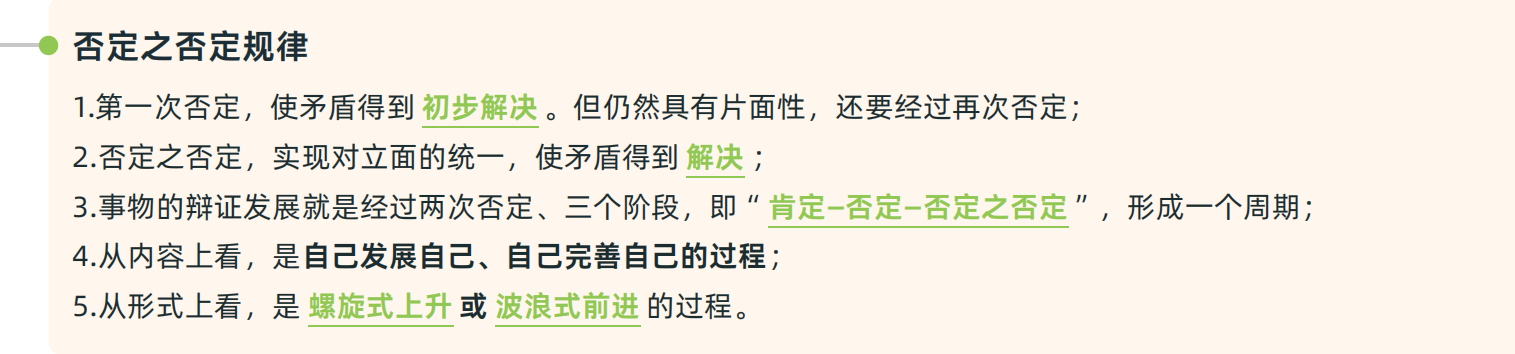 否定之否定规律
1.第一次否定，使矛盾得到 初步解决 。但仍然具有片面性，还要经过再次否定；
2.否定之否定，实现对立面的统一，使矛盾得到 解决 ；
3.事物的辩证发展就是经过两次否定、三个阶段，即“ 肯定–否定–否定之否定 ”，形成一个周期；
4.从内容上看，是自己发展自己、自己完善自己的过程；
5.从形式上看，是 螺旋式上升 或 波浪式前进 的过程。